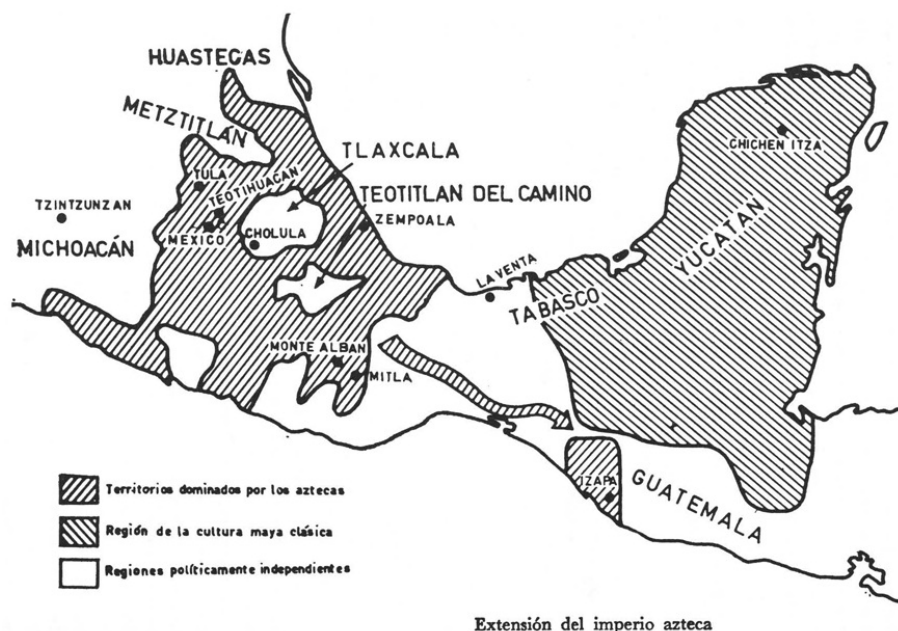 HUASTECAS
METZTITLAN
TLAXCALA
TULA
TEOTIHUACAN
TEOTITLAN DEL CAMINO
TZINTZUNZAN
ZEMPOALA
MEXICO
CHOLULA
MICHOACÁN
CHICHEN ITZA
YUCATAN
LA VENTA
TABASCO
MONTE ALBAN
MITLA
IZAPA
GUATEMALA
Territorios dominados por los aztecas
Región de la cultura maya clásica
Regiones políticamente independientes
Extensión del imperio azteca